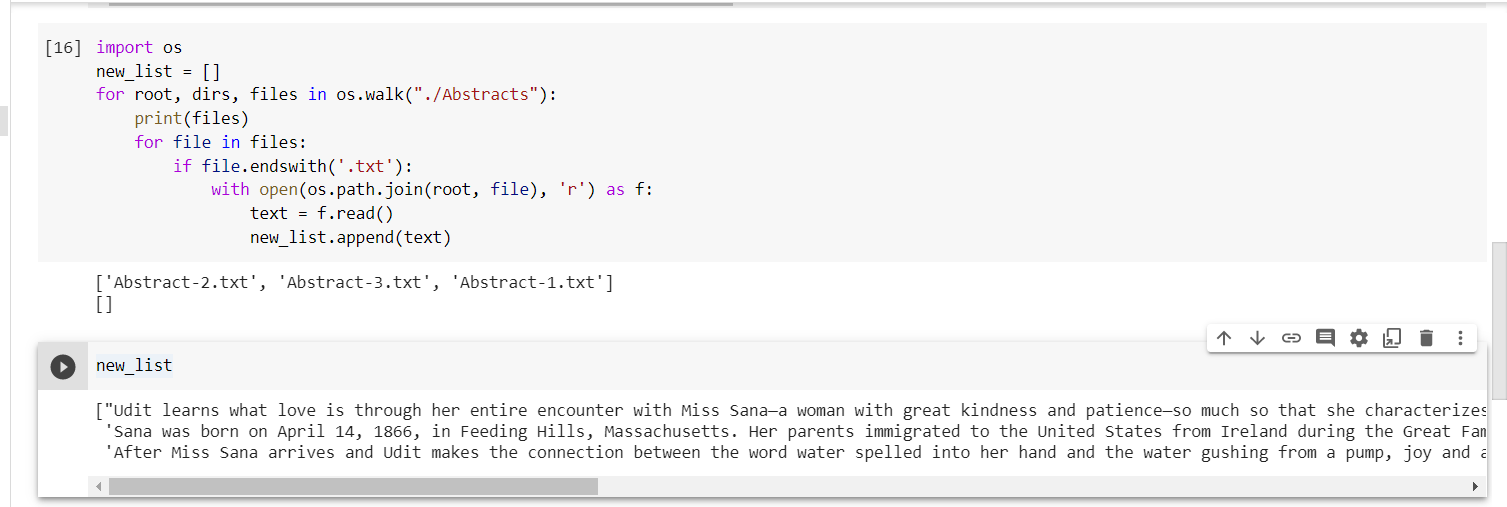 [16] import os
new_list = []
for root, dirs, files in os.walk("./Abstracts"):
    print(files)
    for file in files:
        if file.endswith('.txt'):
            with open(os.path.join(root, file), 'r') as f:
                text = f.read()
                new_list.append(text)
['Abstract-2.txt', 'Abstract-3.txt', 'Abstract-1.txt']
[]
new_list
["Udit learns what love is through her entire encounter with Miss Sana—a woman with great kindness and patience—so much so that she characterizes
'Sana was born on April 14, 1866, in Feeding Hills, Massachusetts. Her parents immigrated to the United States from Ireland during the Great Fam
'After Miss Sana arrives and Udit makes the connection between the word water spelled into her hand and the water gushing from a pump, joy and a